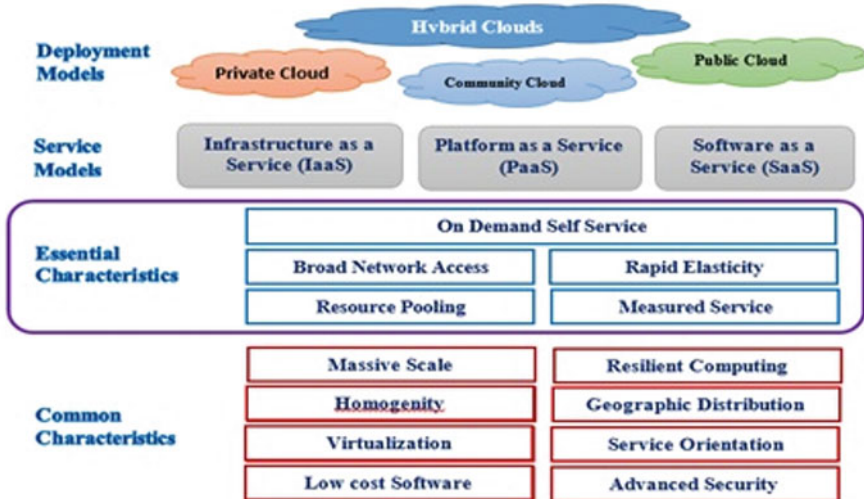 Hybrid Clouds
Deployment
Models
Private Cloud
Community Cloud
Public Cloud
Service
Models
Infrastructure as a
Service (IaaS)
Platform as a Service
(PaaS)
Software as a
Service (SaaS)
On Demand Self Service
Essential
Characteristics
Broad Network Access
Rapid Elasticity
Resource Pooling
Measured Service
Massive Scale
Resilient Computing
Homogenity
Geographic Distribution
Common
Characteristics
Virtualization
Service Orientation
Low cost Software
Advanced Security